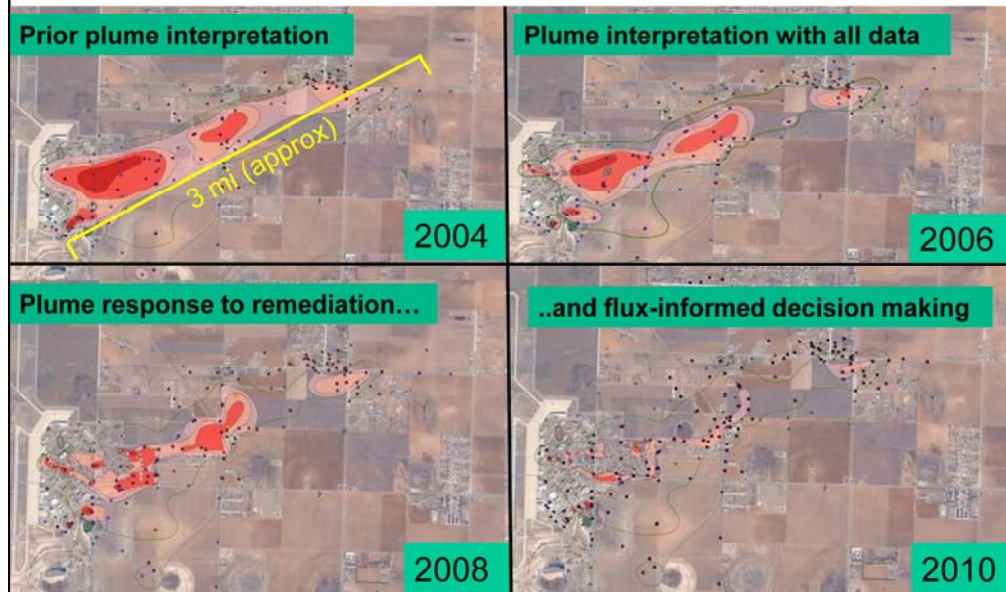 Prior plume interpretation
3 mi (approx)
2004
Plume interpretation with all data
2006
Plume response to remediation…
2008
..and flux-informed decision making
2010